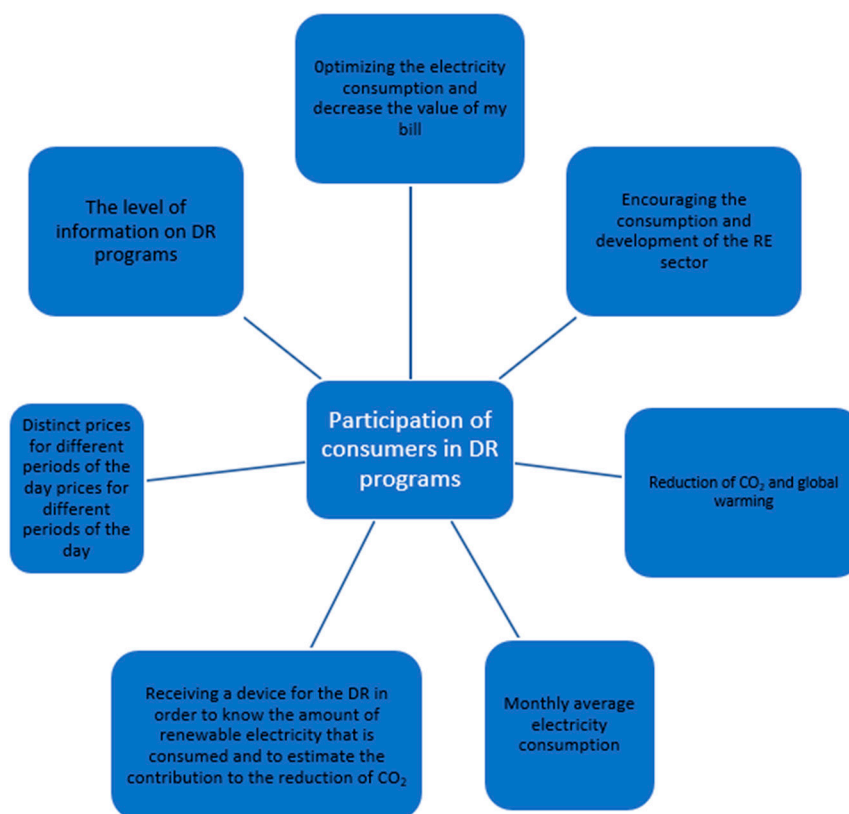 Optimizing the electricity
consumption and
decrease the value of my
bill
The level of
information on DR
programs
Encouraging the
consumption and
development of the RE
sector
Participation of
consumers in DR
programs
Distinct prices
for different
periods of the
day prices for
different
periods of the
day
Reduction of CO₂ and global
warming
Receiving a device for the DR in
order to know the amount of
renewable electricity that is
consumed and to estimate the
contribution to the reduction of CO₂
Monthly average
electricity
consumption